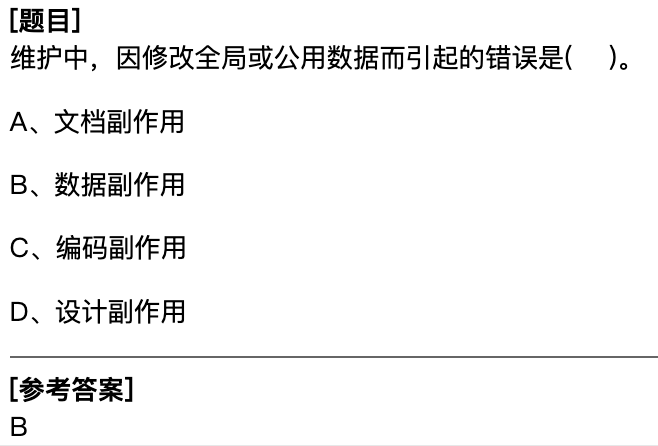 [题目]
维护中，因修改全局或公用数据而引起的错误是(    )。
A、文档副作用
B、数据副作用
C、编码副作用
D、设计副作用
[参考答案]
B